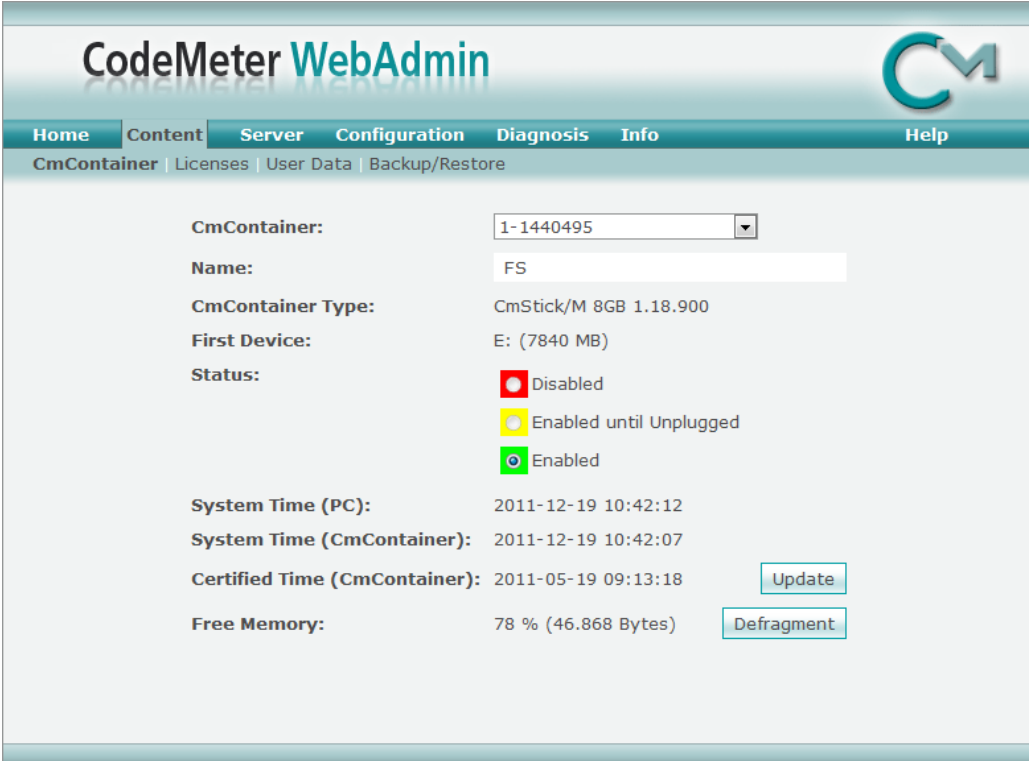 CodeMeter WebAdmin
CM
Home Content Server Configuration Diagnosis Info Help
CmContainer | Licenses | User Data | Backup/Restore
CmContainer: 1-1440495
Name: FS
CmContainer Type: CmStick/M 8GB 1.18.900
First Device: E: (7840 MB)
Status: Disabled
Enabled until Unplugged
Enabled
System Time (PC): 2011-12-19 10:42:12
System Time (CmContainer): 2011-12-19 10:42:07
Certified Time (CmContainer): 2011-05-19 09:13:18 Update
Free Memory: 78 % (46.868 Bytes) Defragment